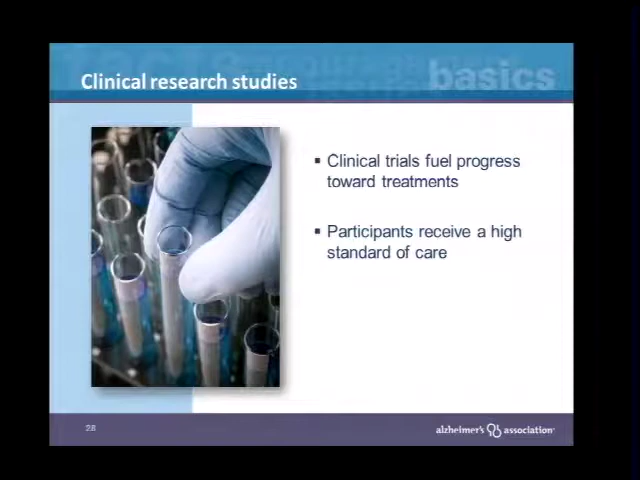 Clinical research studies
basics
▪ Clinical trials fuel progress
toward treatments
▪ Participants receive a high
standard of care
28
alzheimer's association